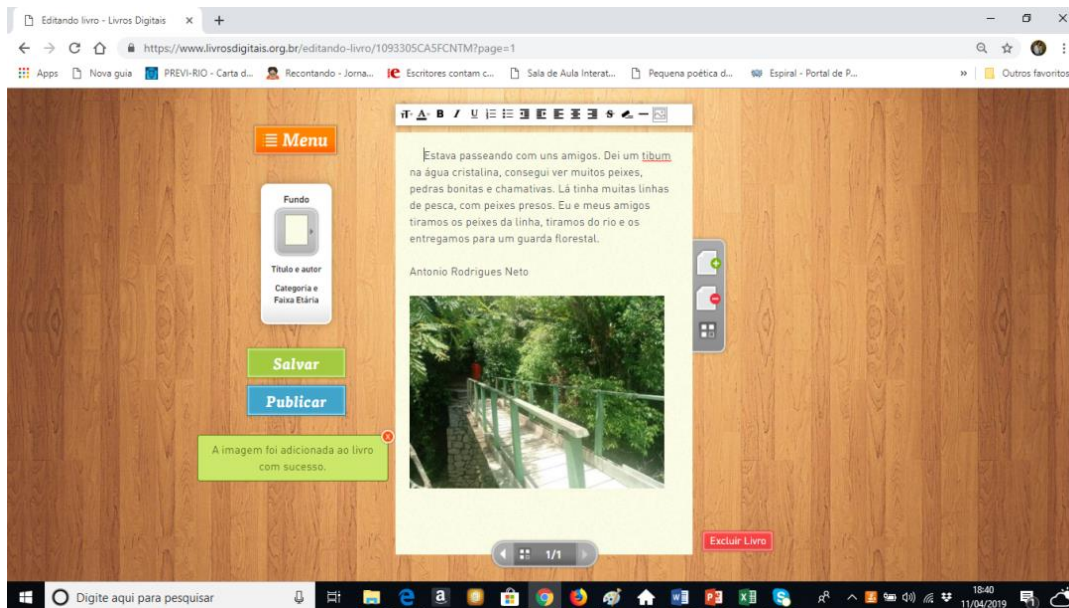 Editando livro - Livros Digitais
https://www.livrosdigitais.org.br/editando-livro/1093305CASFCNTM?page=1
Apps Nova guia PREVI-RIO - Carta d... Recontando - Jorna... Escritores contam c... Sala de Aula Interat... Pequena poética d... Espiral - Portal de P... » Outros favoritos
Menu
Fundo
Título e autor
Categoria e
Faixa Etária
Salvar
Publicar
A imagem foi adicionada ao livro
com sucesso.
Estava passeando com uns amigos. Dei um tibum
na água cristalina, consegui ver muitos peixes,
pedras bonitas e chamativas. Lá tinha muitas linhas
de pesca, com peixes presos. Eu e meus amigos
tiramos os peixes da linha, tiramos do rio e os
entregamos para um guarda florestal.
Antonio Rodrigues Neto
1/1
Excluir Livro
Digite aqui para pesquisar
18:40
11/04/2019